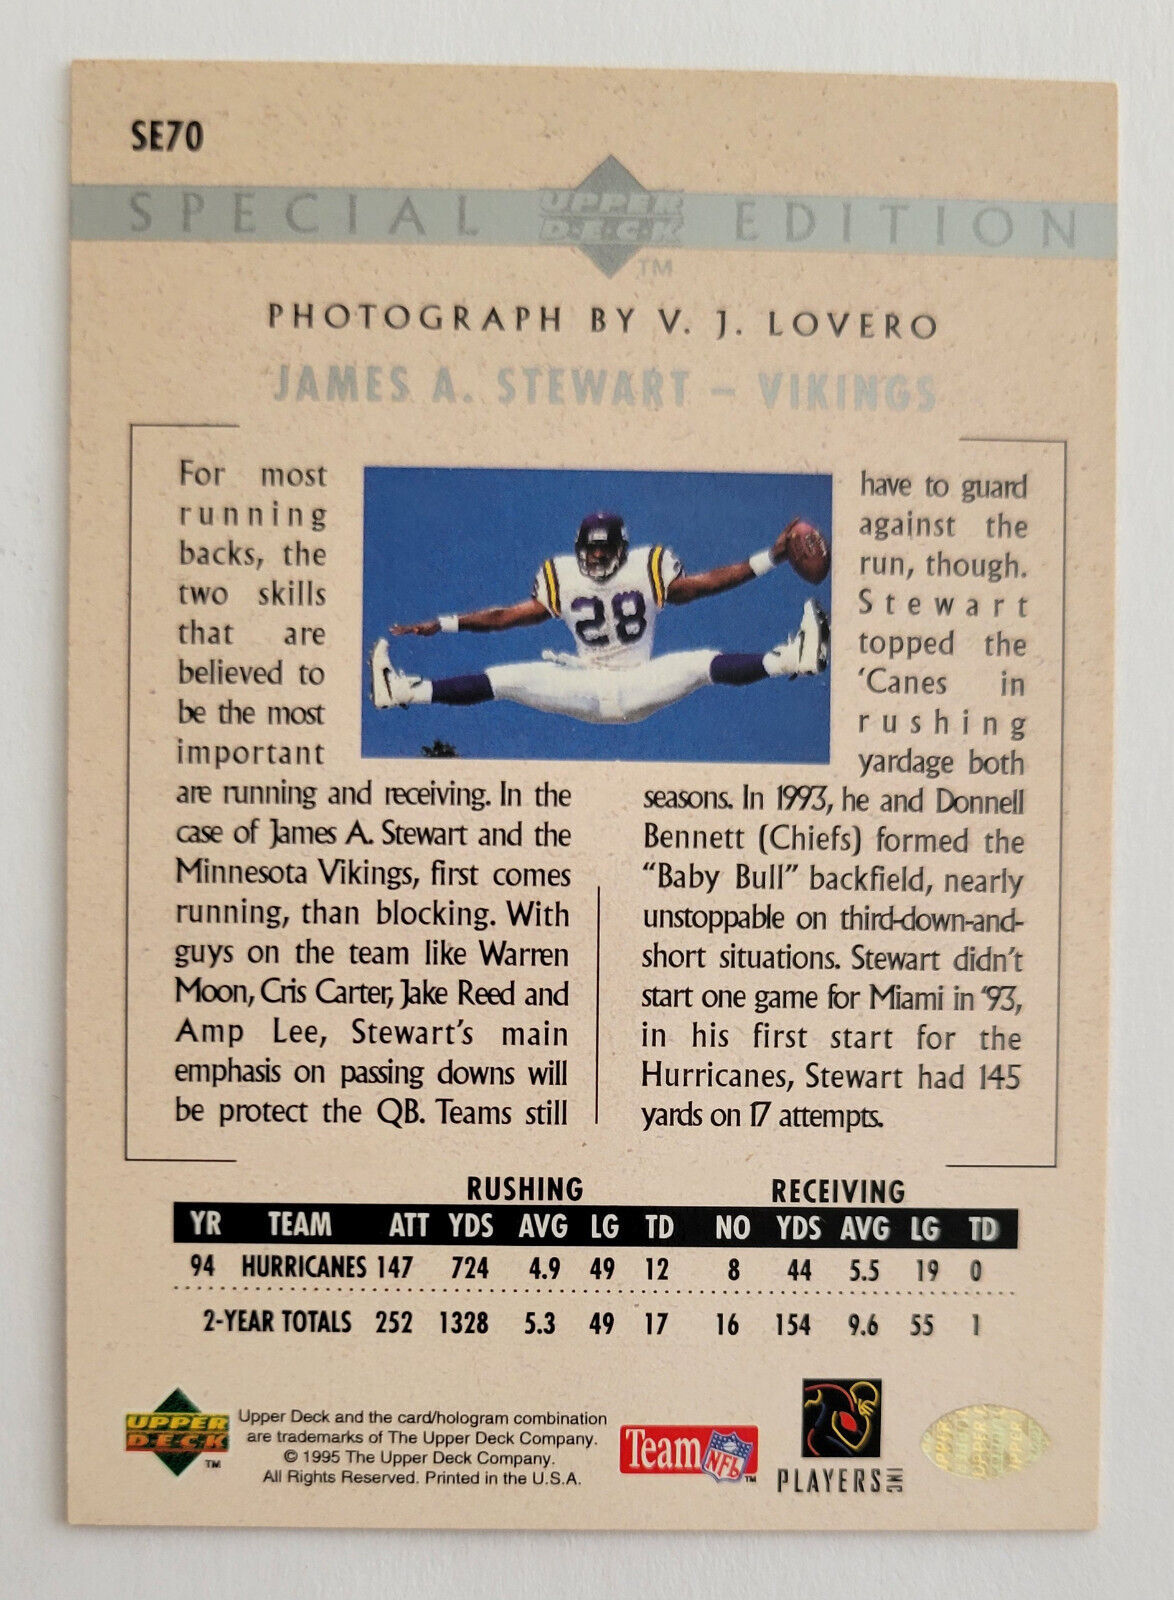 SE70
SPECIAL UPPER DECK EDITION
TM
PHOTOGRAPH BY V. J. LOVERO
JAMES A. STEWART – VIKINGS
For most
running
backs, the
two skills
that are
believed to
be the most
important
are running and receiving. In the
case of James A. Stewart and the
Minnesota Vikings, first comes
running, than blocking. With
guys on the team like Warren
Moon, Cris Carter, Jake Reed and
Amp Lee, Stewart's main
emphasis on passing downs will
be protect the QB. Teams still
28
have to guard
against the
run, though.
Stewart
topped the
'Canes in
rushing
yardage both
seasons. In 1993, he and Donnell
Bennett (Chiefs) formed the
"Baby Bull" backfield, nearly
unstoppable on third-down-and-
short situations. Stewart didn't
start one game for Miami in '93,
in his first start for the
Hurricanes, Stewart had 145
yards on 17 attempts.
RUSHING RECEIVING
YR TEAM ATT YDS AVG LG TD NO YDS AVG LG TD
94 HURRICANES 147 724 4.9 49 12 8 44 5.5 19 0
2-YEAR TOTALS 252 1328 5.3 49 17 16 154 9.6 55 1
UPPER DECK TM
Upper Deck and the card/hologram combination
are trademarks of The Upper Deck Company.
© 1995 The Upper Deck Company.
All Rights Reserved. Printed in the U.S.A.
Team NFL TM
PLAYERS INC
UPPER